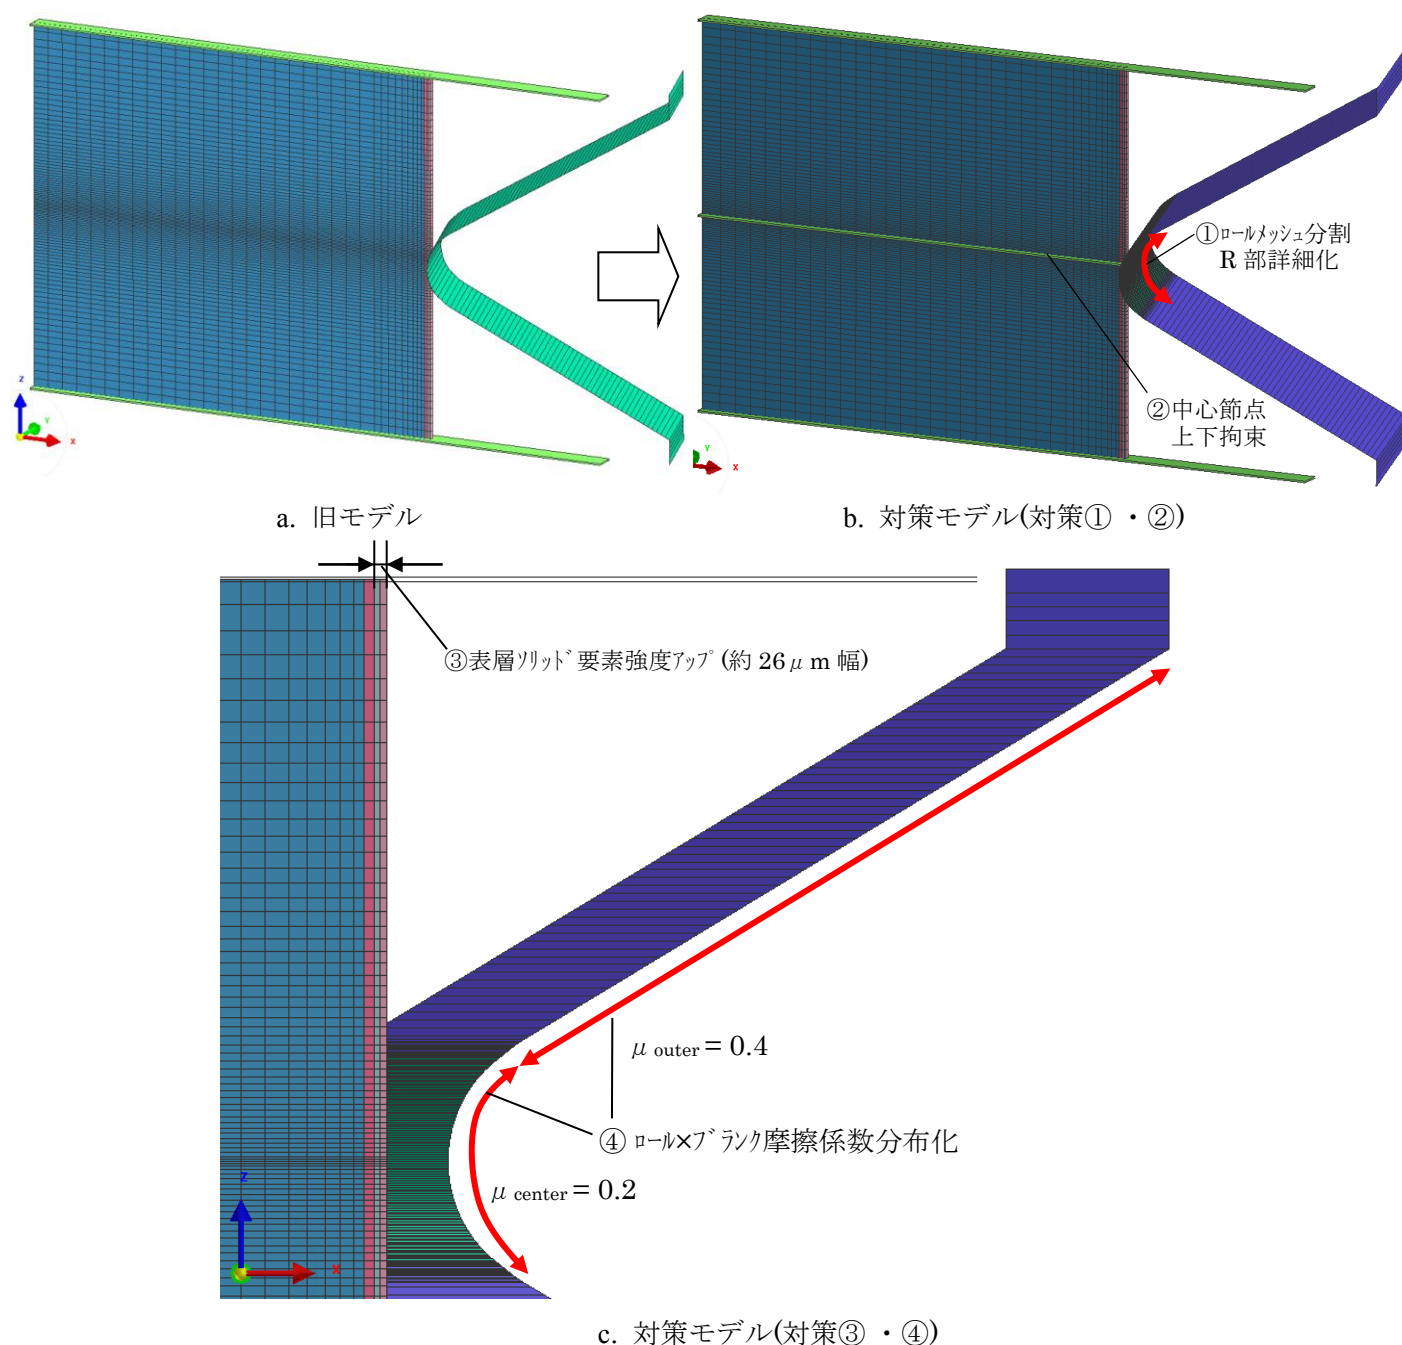 ①ロールメッシュ分割
R 部詳細化
②中心節点
上下拘束
z
Y
x
Y
x
a. 旧モデル
b. 対策モデル(対策①・②)
③表層ソリッド要素強度アップ(約 26μm 幅)
μ outer = 0.4
④ ロール×ブランク摩擦係数分布化
μ center = 0.2
z
x
c. 対策モデル(対策③・④)